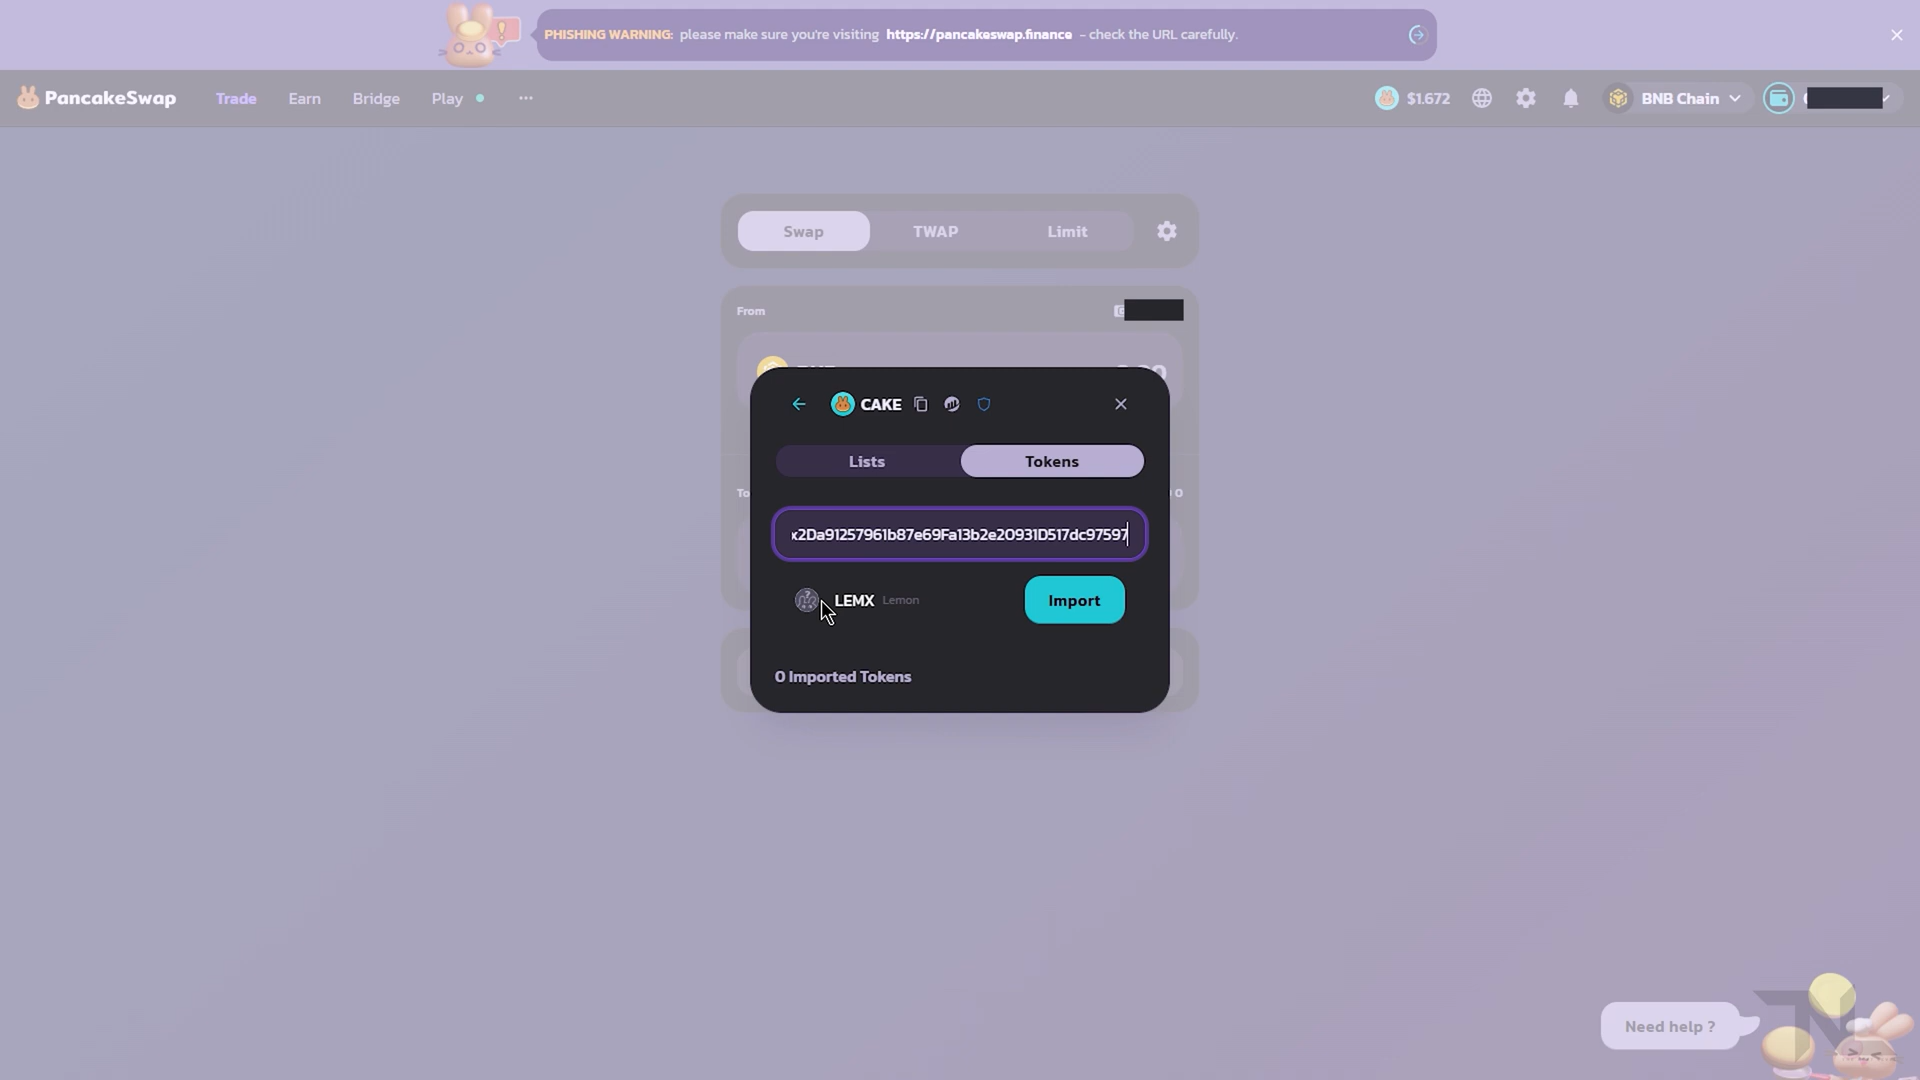 PHISHING WARNING: please make sure you're visiting https://pancakeswap.finance - check the URL carefully.
PancakeSwap Trade Earn Bridge Play $1.672 BNB Chain
Swap TWAP Limit
From
CAKE
Lists Tokens
To 0
x2Da91257961b87e69Fa13b2e20931D517dc97597
LEMX Lemon Import
0 Imported Tokens
Need help ?